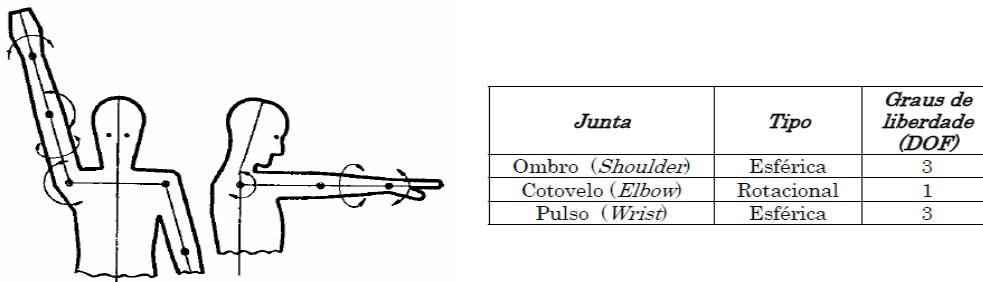 Junta Tipo Graus de
liberdade
(DOF)
Ombro (Shoulder) Esférica 3
Cotovelo (Elbow) Rotacional 1
Pulso (Wrist) Esférica 3